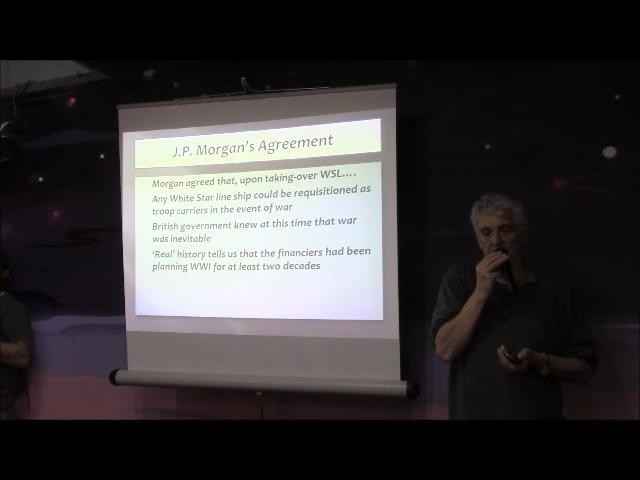 J.P. Morgan's Agreement
Morgan agreed that, upon taking-over WSL....
Any White Star line ship could be requisitioned as
troop carriers in the event of war
British government knew at this time that war
was inevitable
'Real' history tells us that the financiers had been
planning WWI for at least two decades